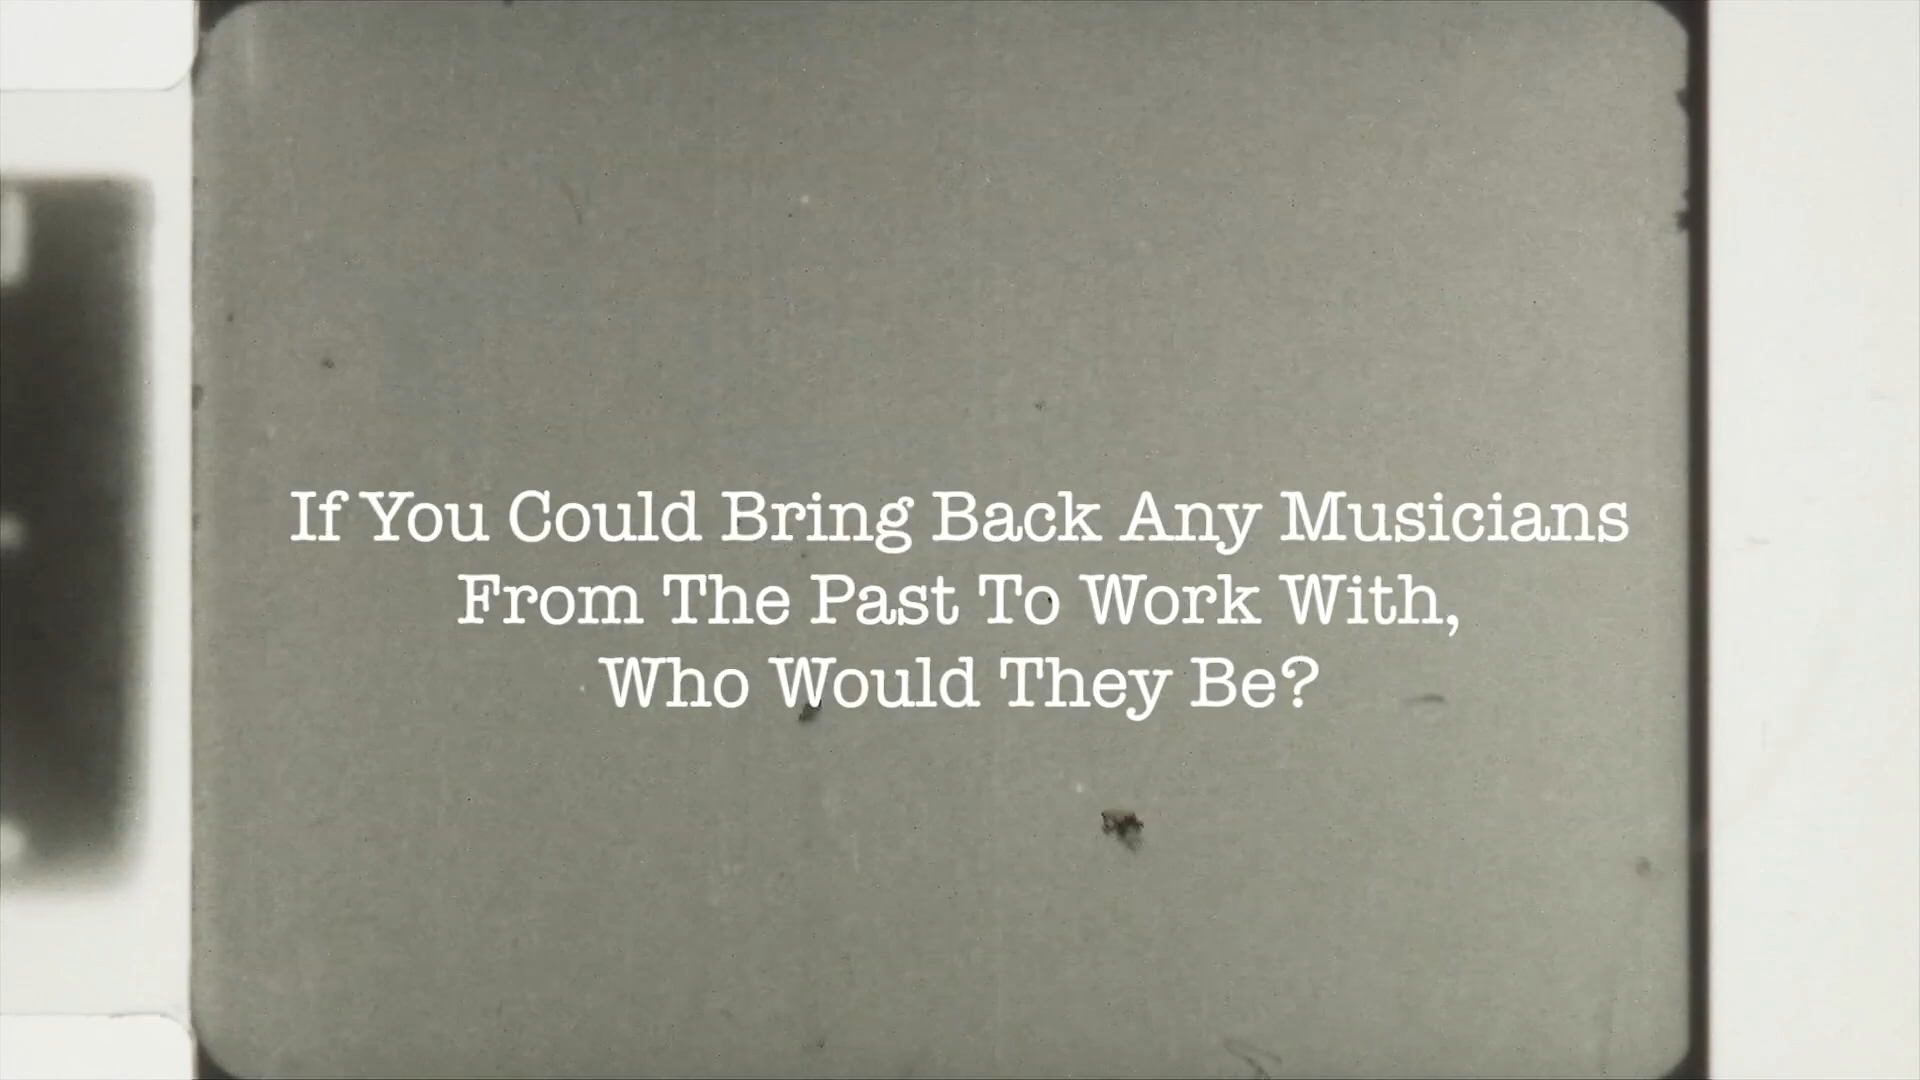 If You Could Bring Back Any Musicians
From The Past To Work With,
Who Would They Be?